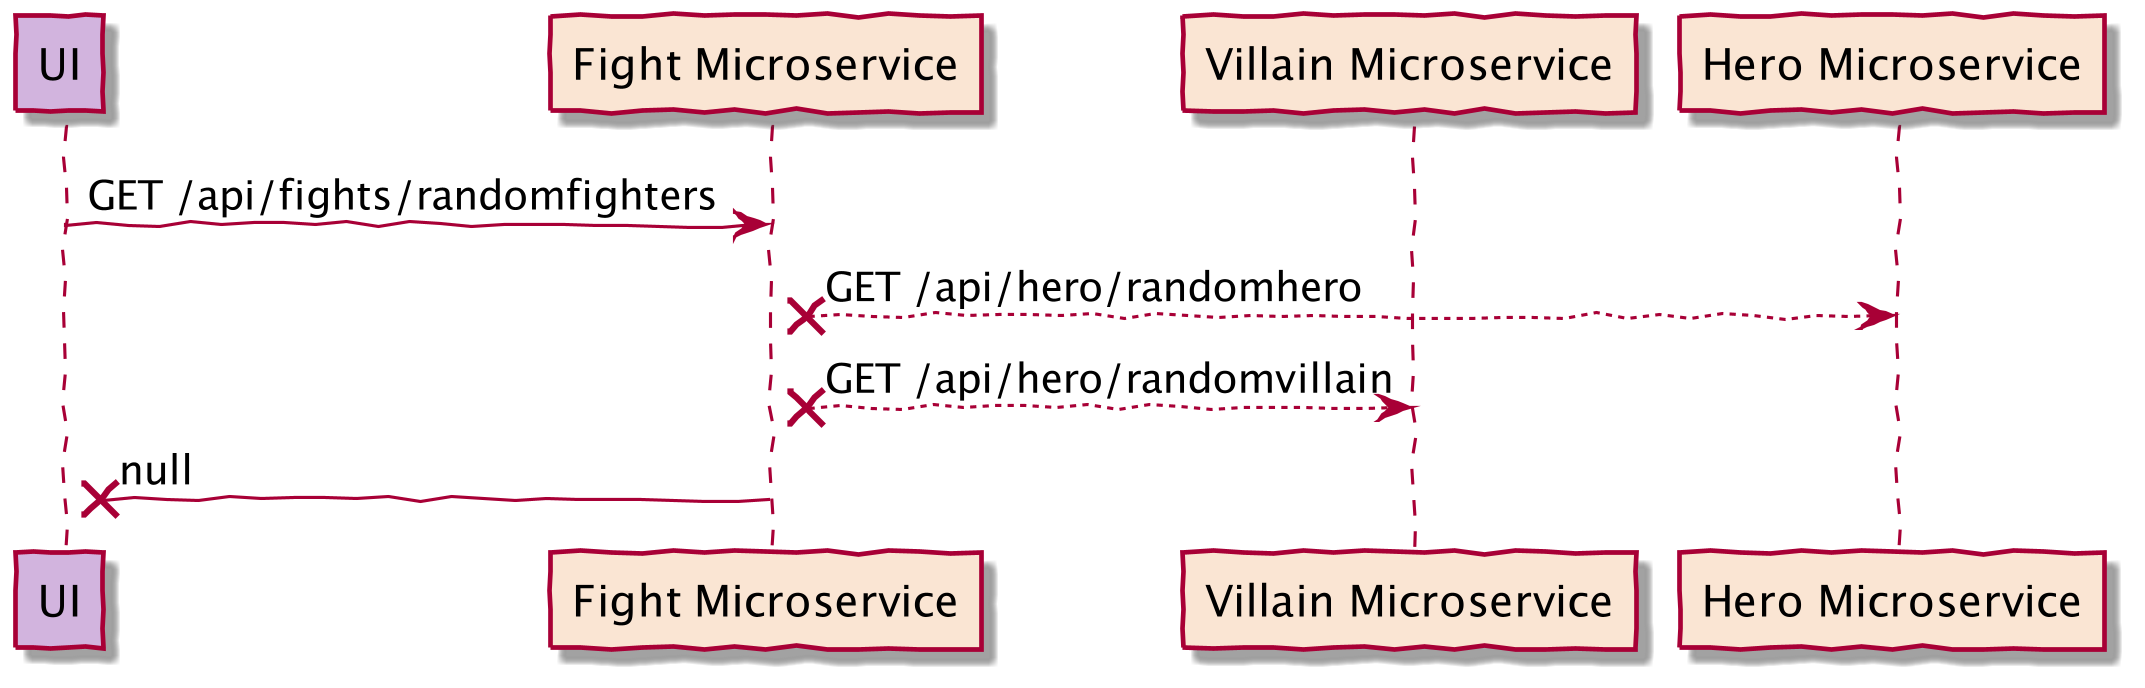 UI
Fight Microservice
Villain Microservice
Hero Microservice
GET /api/fights/randomfighters
GET /api/hero/randomhero
GET /api/hero/randomvillain
null
UI
Fight Microservice
Villain Microservice
Hero Microservice